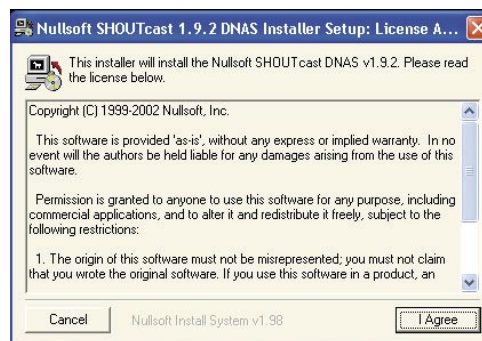 Nullsoft SHOUTcast 1.9.2 DNAS Installer Setup: License A...
This installer will install the Nullsoft SHOUTcast DNAS v1.9.2. Please read
the license below.
Copyright (C) 1999-2002 Nullsoft, Inc.
This software is provided 'as-is', without any express or implied warranty. In no
event will the authors be held liable for any damages arising from the use of this
software.
Permission is granted to anyone to use this software for any purpose, including
commercial applications, and to alter it and redistribute it freely, subject to the
following restrictions:
1. The origin of this software must not be misrepresented; you must not claim
that you wrote the original software. If you use this software in a product, an
Cancel
Nullsoft Install System v1.98
I Agree